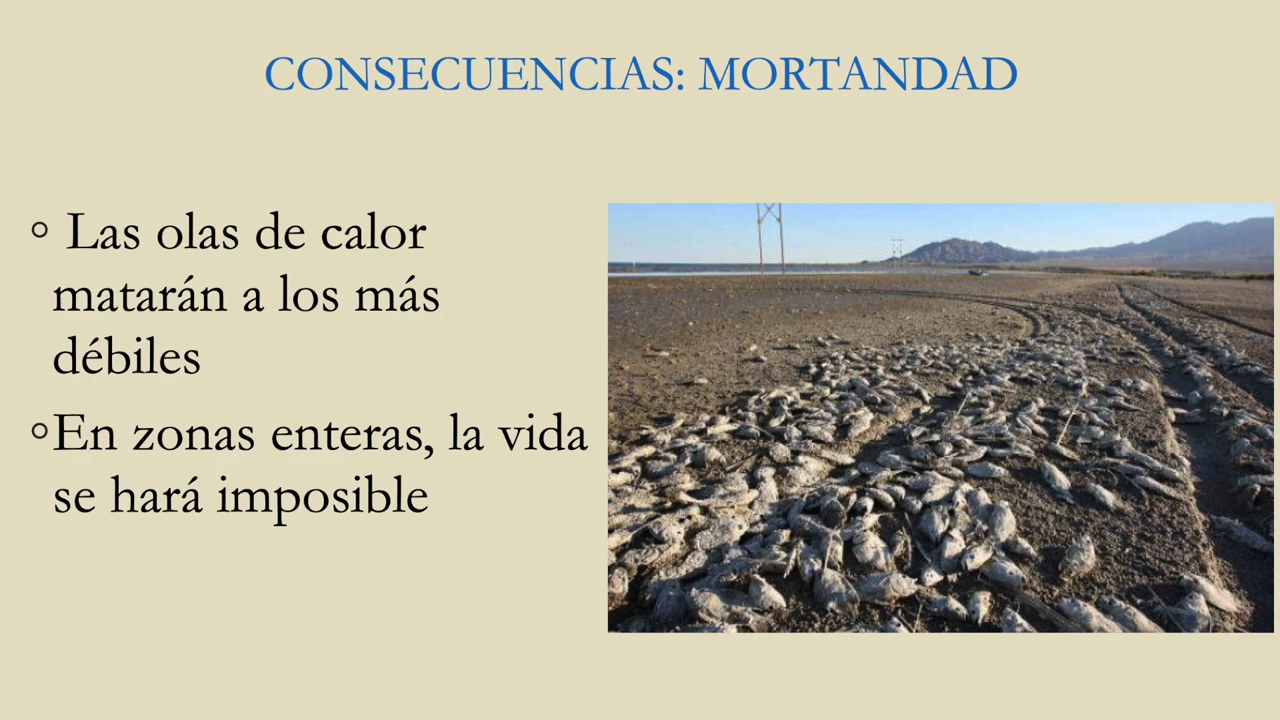 CONSECUENCIAS: MORTANDAD
◦ Las olas de calor
matarán a los más
débiles
◦En zonas enteras, la vida
se hará imposible